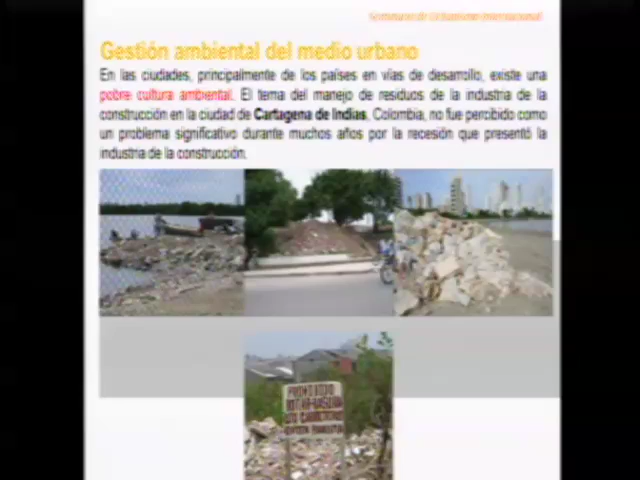 Seminario de Urbanismo Internacional
Gestión ambiental del medio urbano
En las ciudades, principalmente de los países en vías de desarrollo, existe una
pobre cultura ambiental. El tema del manejo de residuos de la industria de la
construcción en la ciudad de Cartagena de Indias, Colombia, no fue percibido como
un problema significativo durante muchos años por la recesión que presentó la
industria de la construcción.
PROHIBIDO
BOTAR BASURA